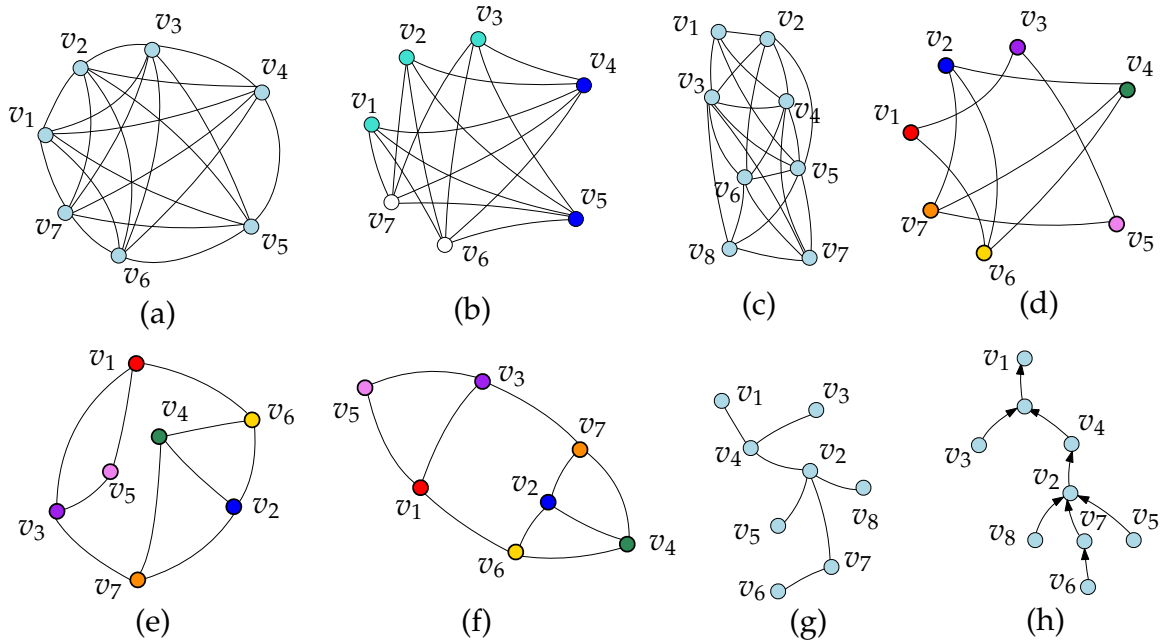 v1 v2 v3 v4 v5 v6 v7
(a)
v1 v2 v3 v4 v5 v6 v7
(b)
v1 v2 v3 v4 v5 v6 v7 v8
(c)
v1 v2 v3 v4 v5 v6 v7
(d)
v1 v6 v4 v5 v2 v3 v7
(e)
v3 v5 v7 v2 v1 v4 v6
(f)
v1 v3 v4 v2 v8 v5 v7 v6
(g)
v1 v4 v3 v2 v8 v7 v5 v6
(h)